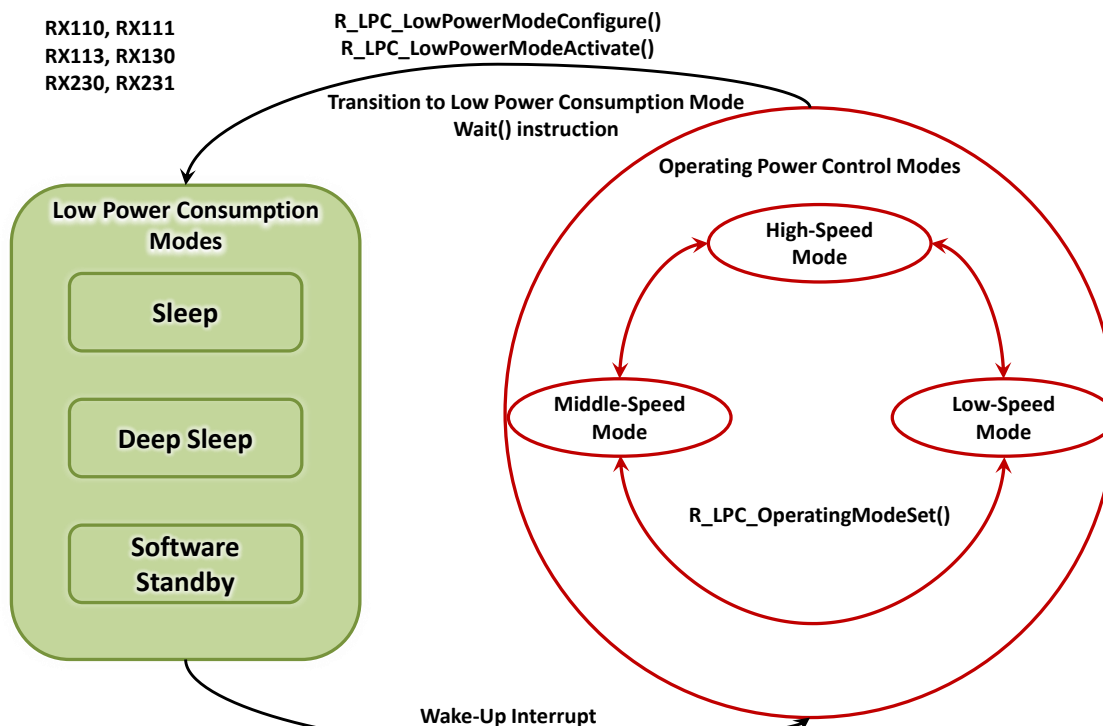 RX110, RX111
RX113, RX130
RX230, RX231
R_LPC_LowPowerModeConfigure()
R_LPC_LowPowerModeActivate()
Transition to Low Power Consumption Mode
Wait() instruction
Low Power Consumption
Modes
Sleep
Deep Sleep
Software
Standby
Operating Power Control Modes
High-Speed
Mode
Middle-Speed
Mode
Low-Speed
Mode
R_LPC_OperatingModeSet()
Wake-Up Interrupt